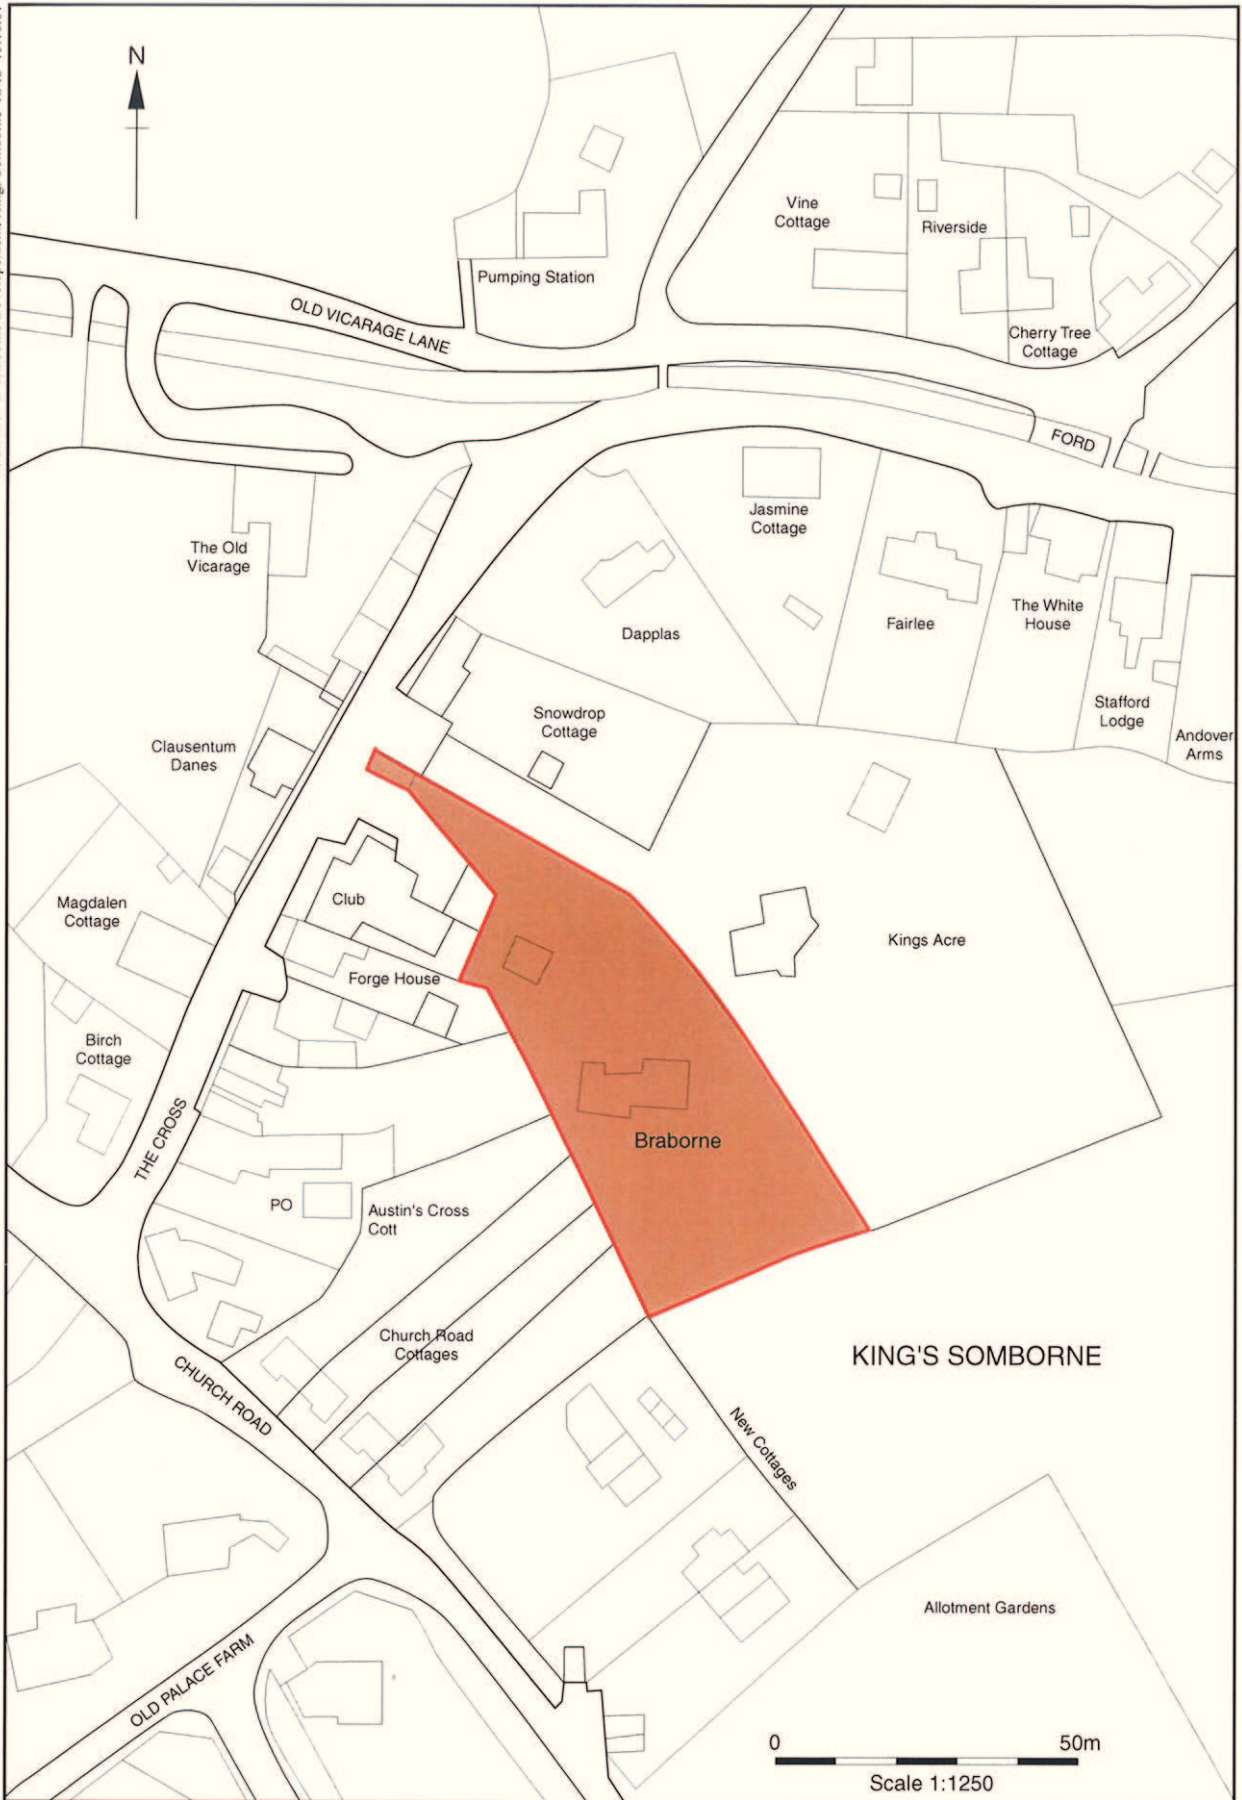 N
Vine
Cottage
Riverside
Pumping Station
OLD VICARAGE LANE
Cherry Tree
Cottage
FORD
Jasmine
Cottage
The Old
Vicarage
Dapplas
Fairlee
The White
House
Stafford
Lodge
Andover
Arms
Snowdrop
Cottage
Clausentum
Danes
Club
Magdalen
Cottage
Kings Acre
Forge House
Birch
Cottage
THE CROSS
Braborne
PO
Austin's Cross
Cott
Church Road
Cottages
KING'S SOMBORNE
CHURCH ROAD
New Cottages
Allotment Gardens
OLD PALACE FARM
0 50m
Scale 1:1250